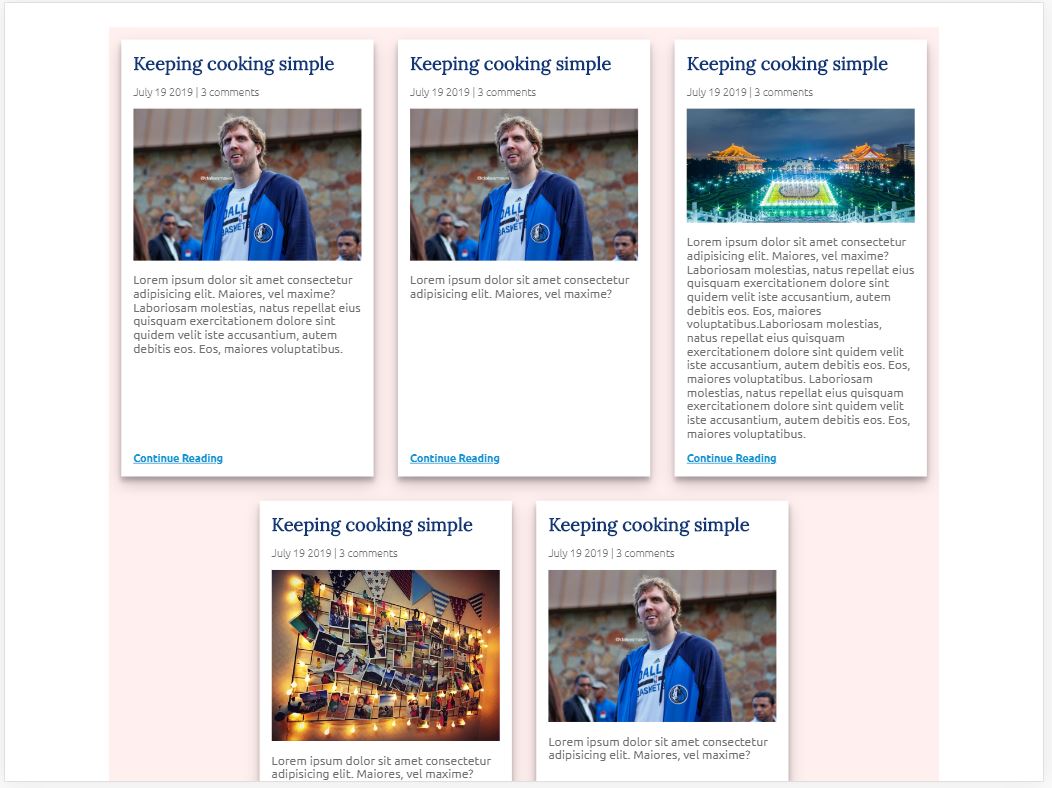 Keeping cooking simple
July 19 2019 | 3 comments
@dallasmavs
DALL
BASKET
Lorem ipsum dolor sit amet consectetur
adipisicing elit. Maiores, vel maxime?
Laboriosam molestias, natus repellat eius
quisquam exercitationem dolore sint
quidem velit iste accusantium, autem
debitis eos. Eos, maiores voluptatibus.
Continue Reading
Keeping cooking simple
July 19 2019 | 3 comments
@dallasmavs
DALL
BASKET
Lorem ipsum dolor sit amet consectetur
adipisicing elit. Maiores, vel maxime?
Continue Reading
Keeping cooking simple
July 19 2019 | 3 comments
Lorem ipsum dolor sit amet consectetur
adipisicing elit. Maiores, vel maxime?
Laboriosam molestias, natus repellat eius
quisquam exercitationem dolore sint
quidem velit iste accusantium, autem
debitis eos. Eos, maiores
voluptatibus.Laboriosam molestias,
natus repellat eius quisquam
exercitationem dolore sint quidem velit
iste accusantium, autem debitis eos. Eos,
maiores voluptatibus. Laboriosam
molestias, natus repellat eius quisquam
exercitationem dolore sint quidem velit
iste accusantium, autem debitis eos. Eos,
maiores voluptatibus.
Continue Reading
Keeping cooking simple
July 19 2019 | 3 comments
Lorem ipsum dolor sit amet consectetur
adipisicing elit. Maiores, vel maxime?
Keeping cooking simple
July 19 2019 | 3 comments
@dallasmavs
DALL
BASKET
Lorem ipsum dolor sit amet consectetur
adipisicing elit. Maiores, vel maxime?